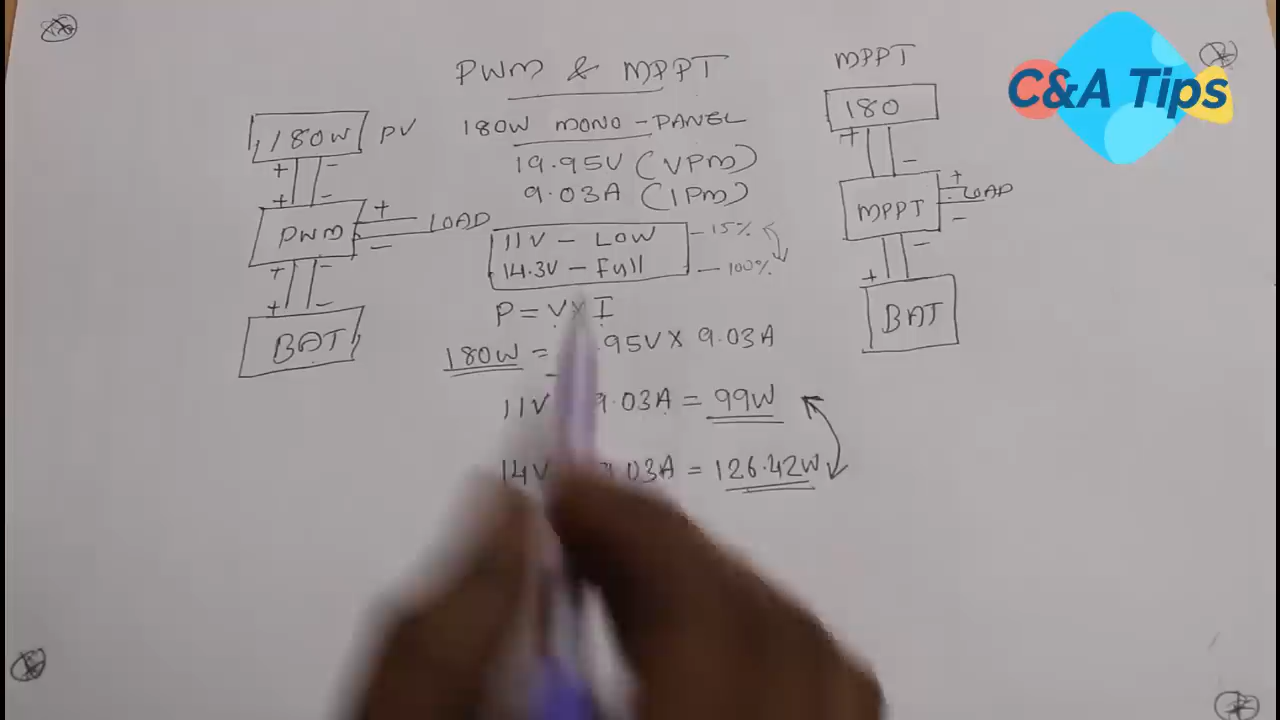 PWM & MPPT
180W MONO-PANEL
19.95V (VPM)
9.03A (IPM)
11V - LOW - 15%
14.3V - Full - 100%
P = V x I
180W = .95V x 9.03A
11V 9.03A = 99W
14V 9.03A = 126.42W
180W PV
+ -
+ -
PWM + LOAD
-
+ -
+ -
BAT
MPPT
180
+ -
MPPT + LOAD
-
+ -
BAT
C&A Tips